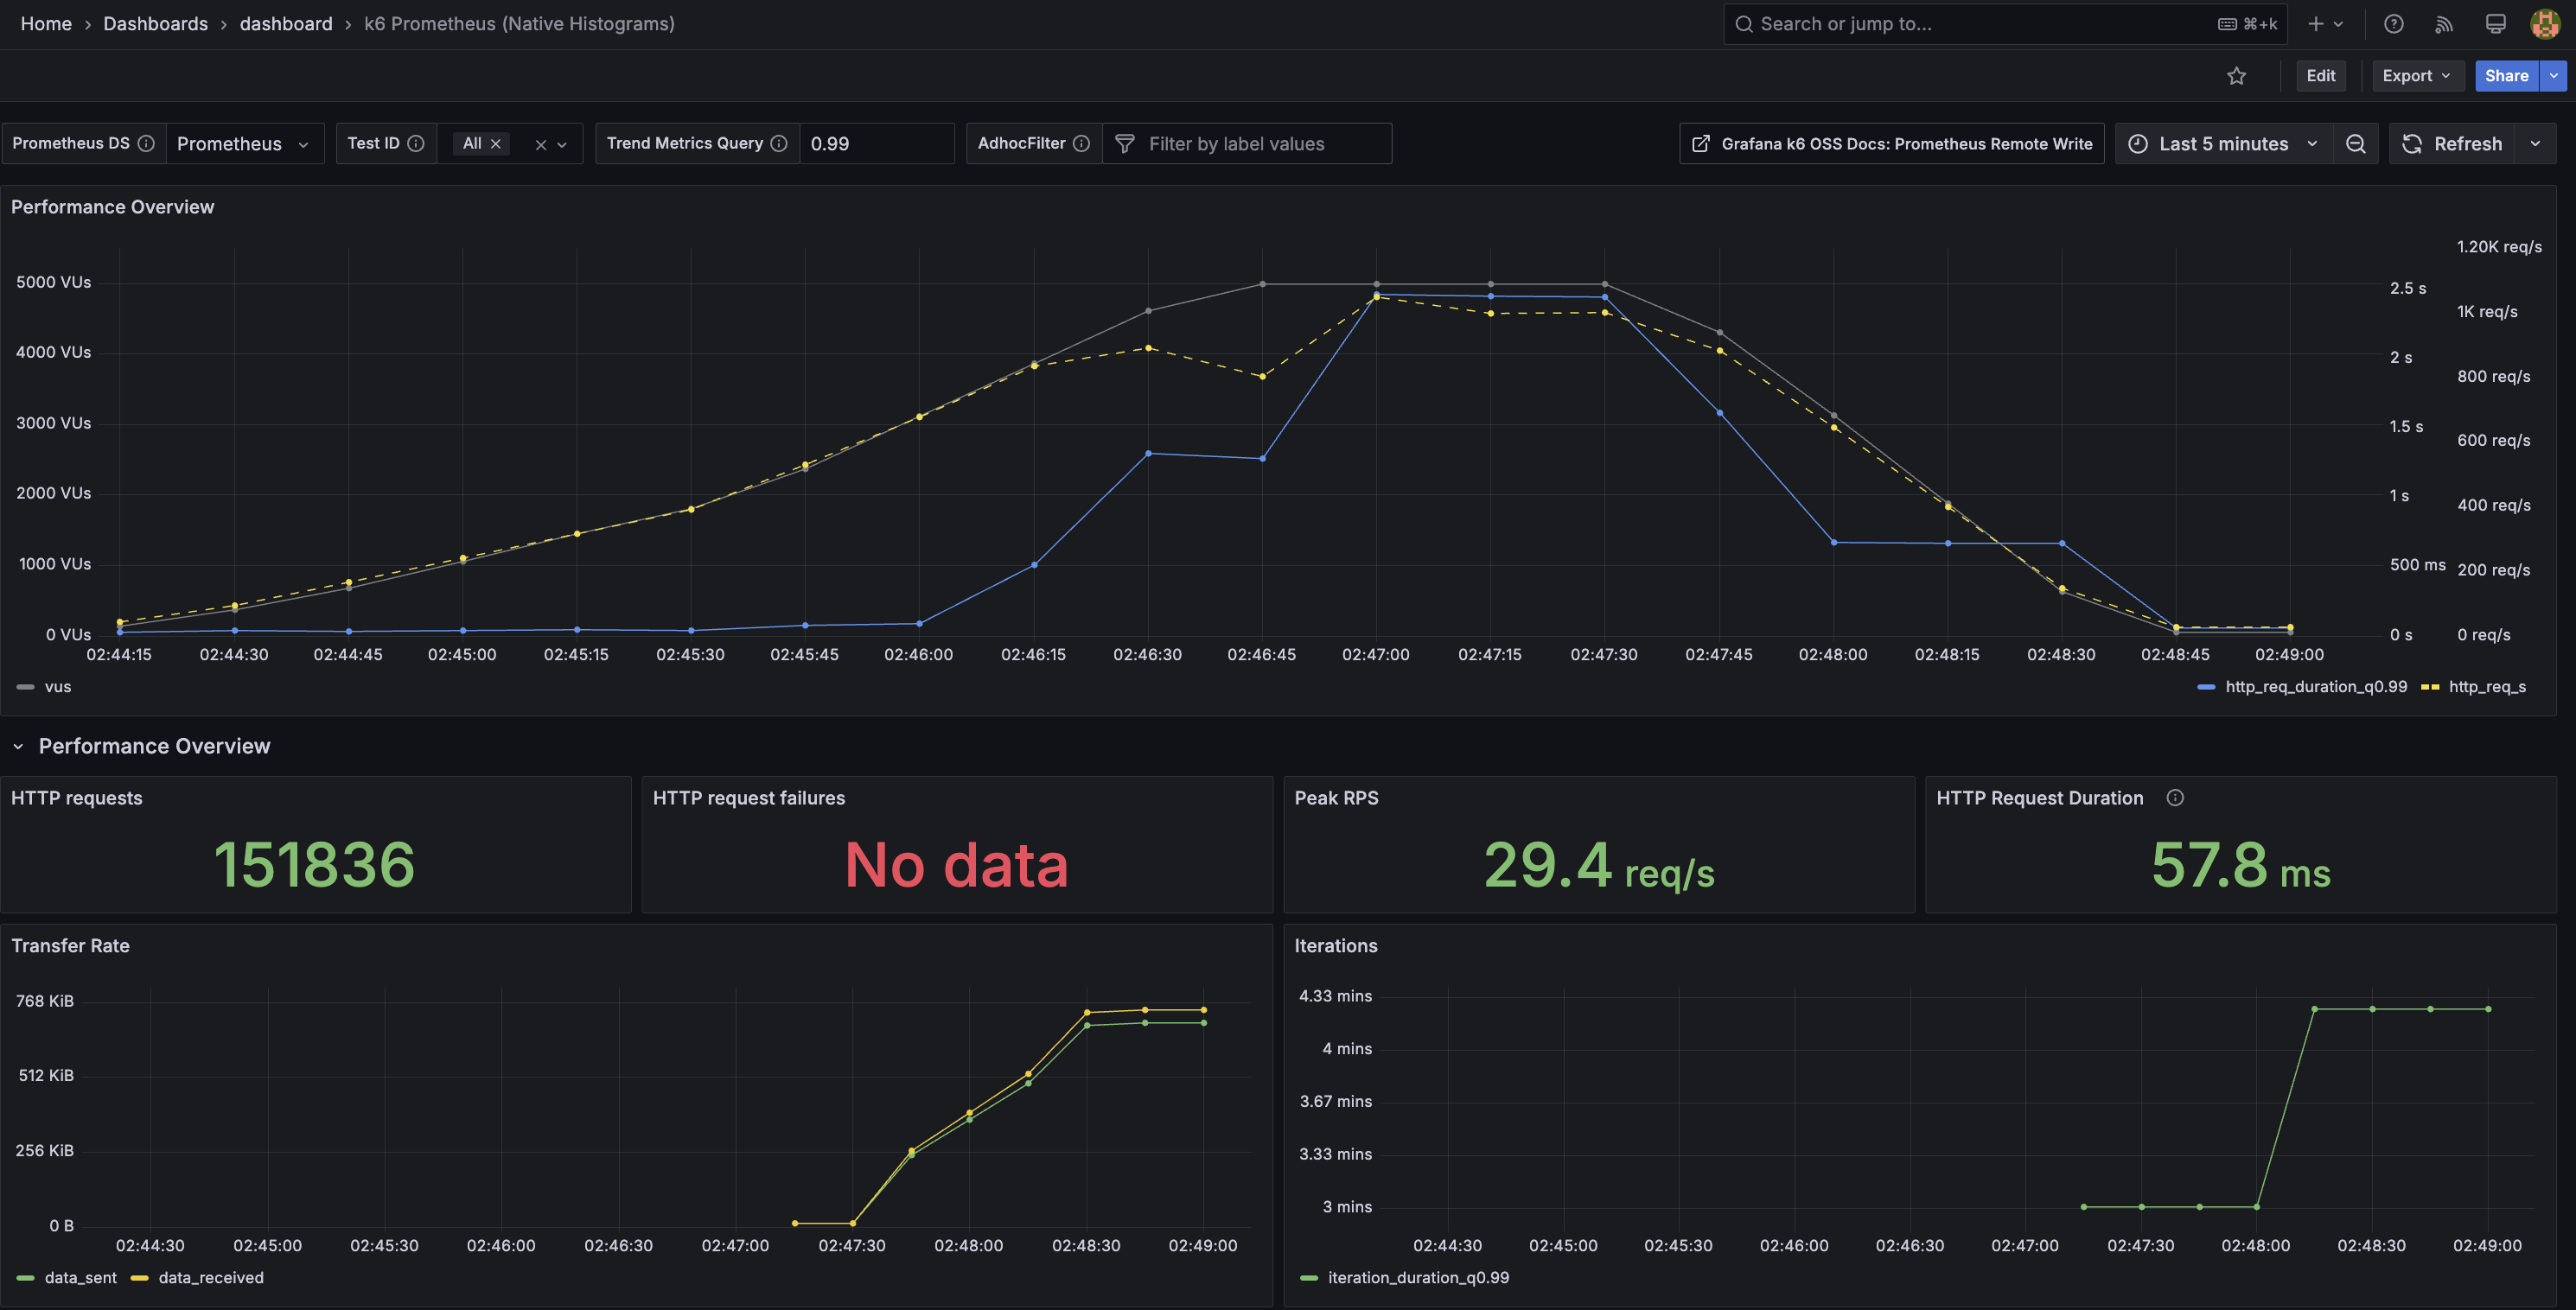 Home › Dashboards › dashboard › k6 Prometheus (Native Histograms)
Search or jump to... ⌘+k
Edit Export Share
Prometheus DS Prometheus Test ID All Trend Metrics Query 0.99 AdhocFilter Filter by label values Grafana k6 OSS Docs: Prometheus Remote Write Last 5 minutes Refresh
Performance Overview
5000 VUs
4000 VUs
3000 VUs
2000 VUs
1000 VUs
0 VUs
2.5 s
2 s
1.5 s
1 s
500 ms
0 s
1.20K req/s
1K req/s
800 req/s
600 req/s
400 req/s
200 req/s
0 req/s
02:44:15 02:44:30 02:44:45 02:45:00 02:45:15 02:45:30 02:45:45 02:46:00 02:46:15 02:46:30 02:46:45 02:47:00 02:47:15 02:47:30 02:47:45 02:48:00 02:48:15 02:48:30 02:48:45 02:49:00
vus http_req_duration_q0.99 http_req_s
Performance Overview
HTTP requests
151836
HTTP request failures
No data
Peak RPS
29.4 req/s
HTTP Request Duration
57.8 ms
Transfer Rate
768 KiB
512 KiB
256 KiB
0 B
02:44:30 02:45:00 02:45:30 02:46:00 02:46:30 02:47:00 02:47:30 02:48:00 02:48:30 02:49:00
data_sent data_received
Iterations
4.33 mins
4 mins
3.67 mins
3.33 mins
3 mins
02:44:30 02:45:00 02:45:30 02:46:00 02:46:30 02:47:00 02:47:30 02:48:00 02:48:30 02:49:00
iteration_duration_q0.99